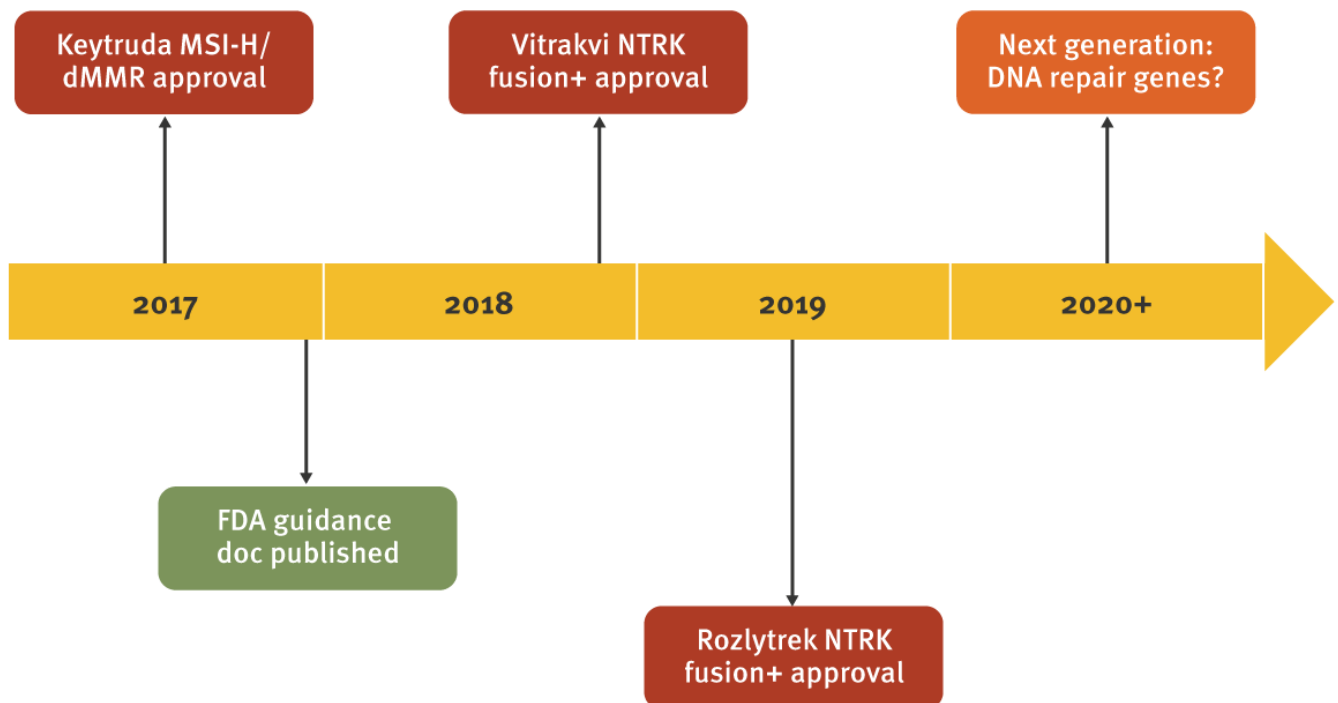 Keytruda MSI-H/
dMMR approval
Vitrakvi NTRK
fusion+ approval
Next generation:
DNA repair genes?
2017
2018
2019
2020+
FDA guidance
doc published
Rozlytrek NTRK
fusion+ approval